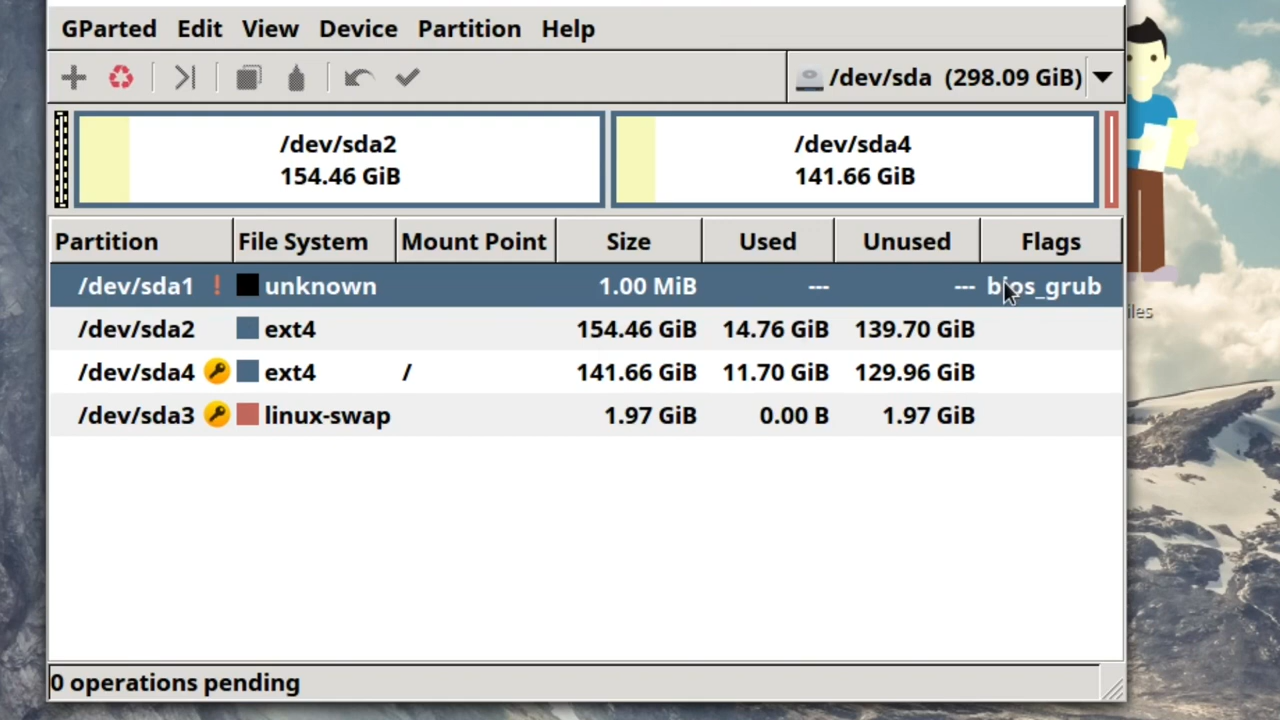 GParted Edit View Device Partition Help
/dev/sda (298.09 GiB)
/dev/sda2
154.46 GiB
/dev/sda4
141.66 GiB
Partition File System Mount Point Size Used Unused Flags
/dev/sda1 unknown 1.00 MiB --- --- bios_grub
/dev/sda2 ext4 154.46 GiB 14.76 GiB 139.70 GiB
/dev/sda4 ext4 / 141.66 GiB 11.70 GiB 129.96 GiB
/dev/sda3 linux-swap 1.97 GiB 0.00 B 1.97 GiB
0 operations pending